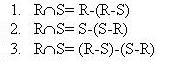 1. R∩S= R-(R-S)
2. R∩S= S-(S-R)
3. R∩S= (R-S)-(S-R)